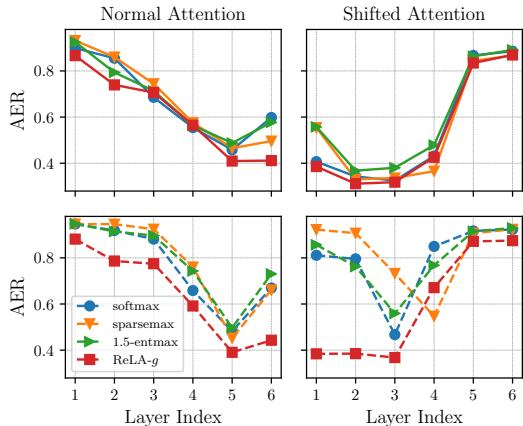 Normal Attention
Shifted Attention
AER
0.8
0.6
0.4
AER
0.8
0.6
0.4
softmax
sparsemax
1.5-entmax
ReLA-g
1 2 3 4 5 6
1 2 3 4 5 6
Layer Index
Layer Index